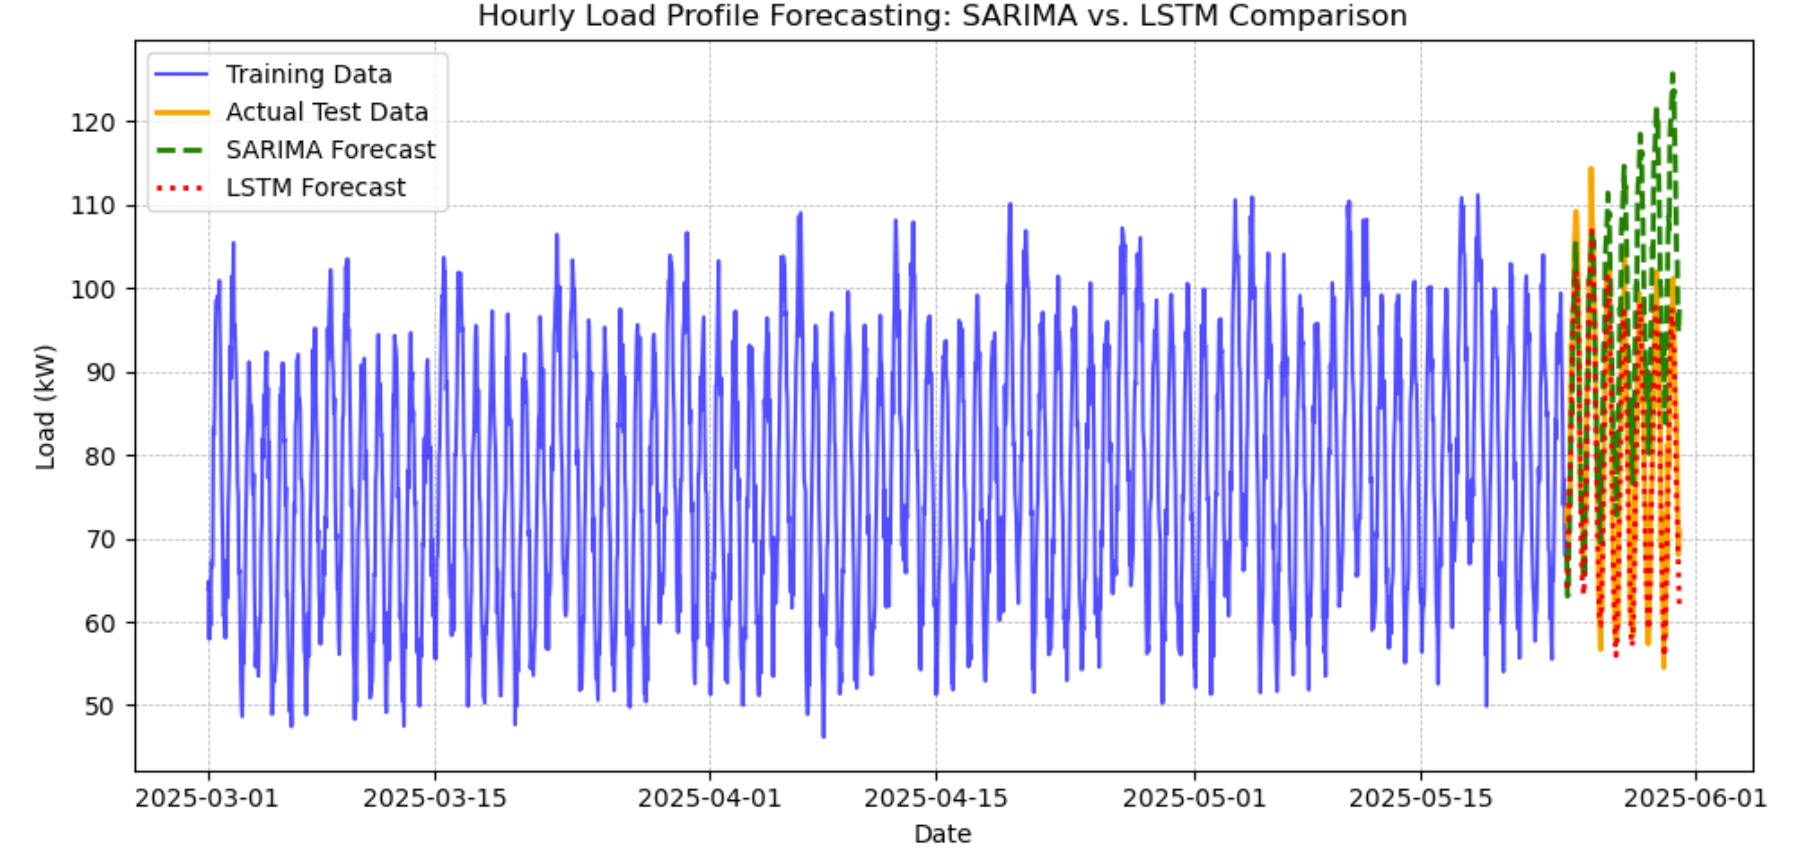 Hourly Load Profile Forecasting: SARIMA vs. LSTM Comparison
Training Data
Actual Test Data
SARIMA Forecast
LSTM Forecast
120
110
100
90
80
70
60
50
Load (kW)
2025-03-01
2025-03-15
2025-04-01
2025-04-15
2025-05-01
2025-05-15
2025-06-01
Date